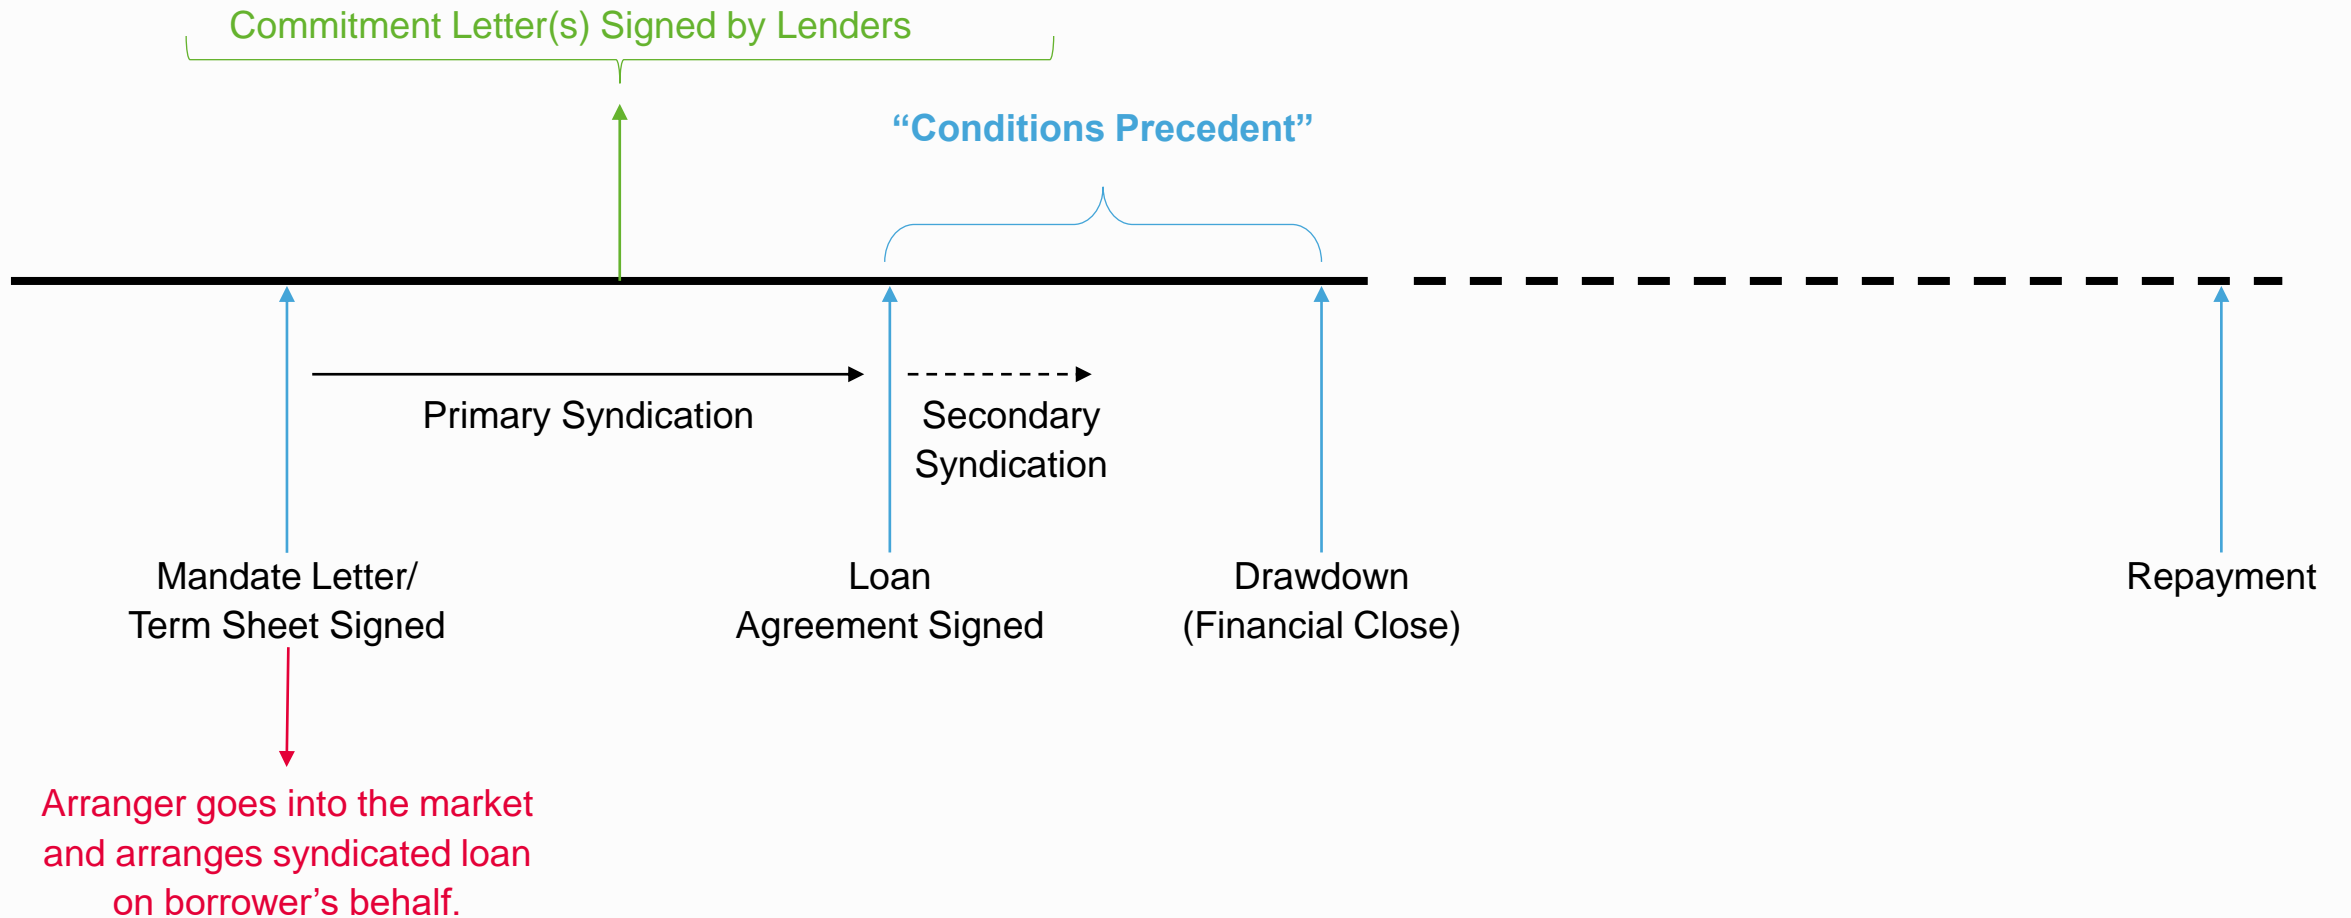 Commitment Letter(s) Signed by Lenders
“Conditions Precedent”
Primary Syndication
Secondary
Syndication
Mandate Letter/
Term Sheet Signed
Loan
Agreement Signed
Drawdown
(Financial Close)
Repayment
Arranger goes into the market
and arranges syndicated loan
on borrower’s behalf.